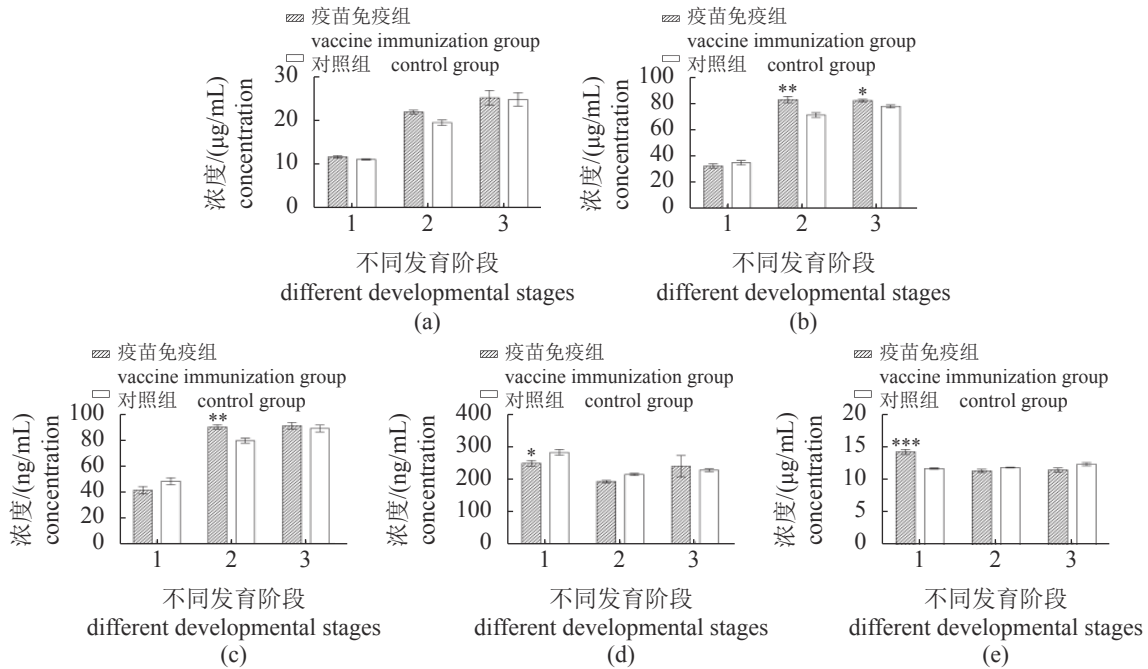 疫苗免疫组
vaccine immunization group
对照组 control group
浓度/(μg/mL)
concentration
30
20
10
0
1 2 3
不同发育阶段
different developmental stages
(a)
疫苗免疫组
vaccine immunization group
对照组 control group
浓度/(μg/mL)
concentration
100
80
60
40
20
0
** *
1 2 3
不同发育阶段
different developmental stages
(b)
疫苗免疫组
vaccine immunization group
对照组 control group
浓度/(ng/mL)
concentration
100
80
60
40
20
0
**
1 2 3
不同发育阶段
different developmental stages
(c)
疫苗免疫组
vaccine immunization group
对照组 control group
浓度/(ng/mL)
concentration
400
300
200
100
0
*
1 2 3
不同发育阶段
different developmental stages
(d)
疫苗免疫组
vaccine immunization group
对照组 control group
浓度/(μg/mL)
concentration
20
15
10
5
0
***
1 2 3
不同发育阶段
different developmental stages
(e)